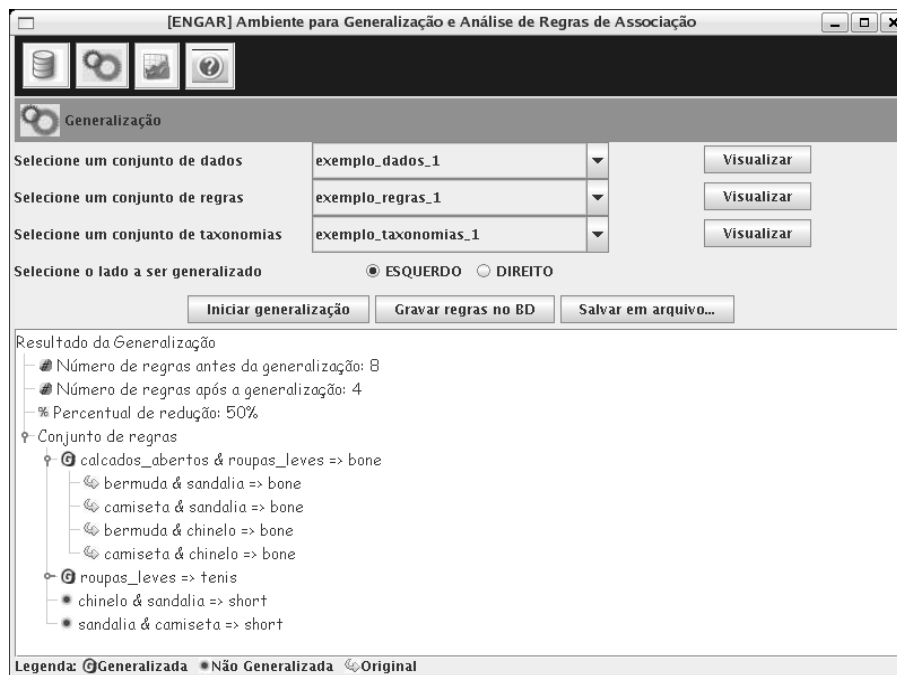 [ENGAR] Ambiente para Generalização e Análise de Regras de Associação
Generalização
Selecione um conjunto de dados exemplo_dados_1 Visualizar
Selecione um conjunto de regras exemplo_regras_1 Visualizar
Selecione um conjunto de taxonomias exemplo_taxonomias_1 Visualizar
Selecione o lado a ser generalizado ESQUERDO DIREITO
Iniciar generalização Gravar regras no BD Salvar em arquivo...
Resultado da Generalização
# Número de regras antes da generalização: 8
# Número de regras após a generalização: 4
% Percentual de redução: 50%
Conjunto de regras
G calcados_abertos & roupas_leves => bone
bermuda & sandalia => bone
camiseta & sandalia => bone
bermuda & chinelo => bone
camiseta & chinelo => bone
G roupas_leves => tenis
chinelo & sandalia => short
sandalia & camiseta => short
Legenda: G Generalizada Não Generalizada Original